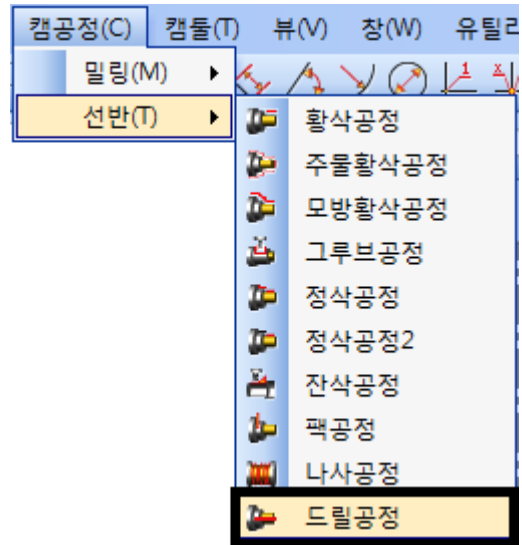 캠공정(C) 캠툴(T) 뷰(V) 창(W) 유틸리
밀링(M)
선반(T)
황삭공정
주물황삭공정
모방황삭공정
그루브공정
정삭공정
정삭공정2
잔삭공정
팩공정
나사공정
드릴공정